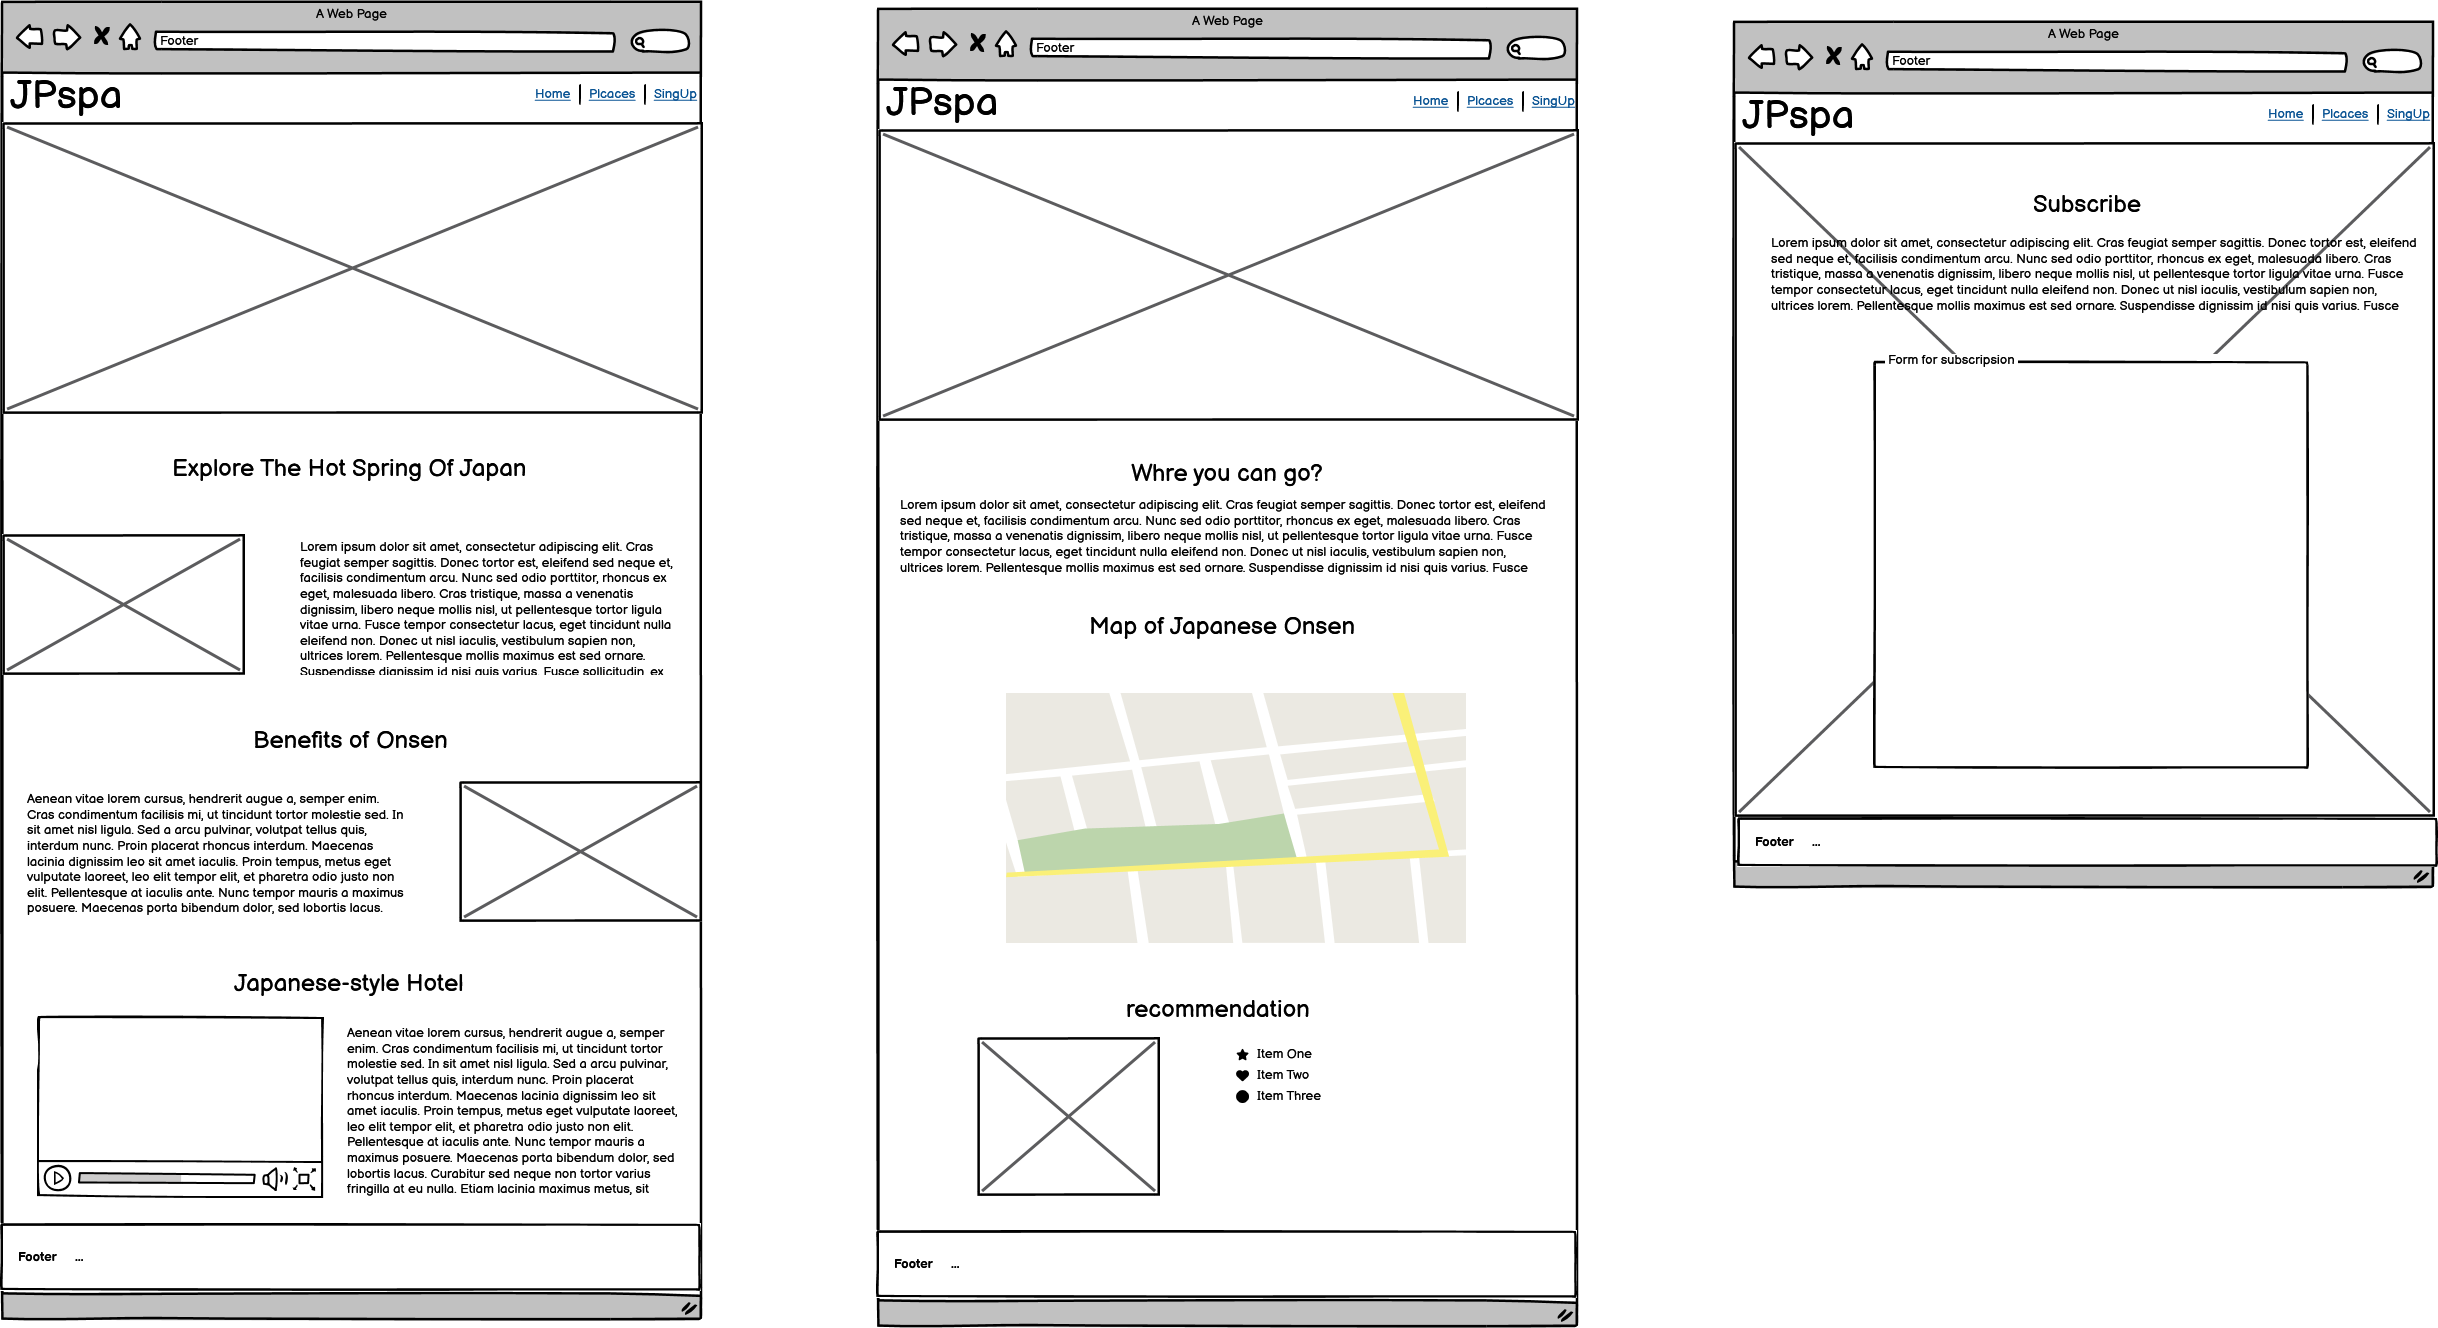 A Web Page
Footer
JPspa
Home
Plcaces
SingUp
Explore The Hot Spring Of Japan
Lorem ipsum dolor sit amet, consectetur adipiscing elit. Cras
feugiat semper sagittis. Donec tortor est, eleifend sed neque et,
facilisis condimentum arcu. Nunc sed odio porttitor, rhoncus ex
eget, malesuada libero. Cras tristique, massa a venenatis
dignissim, libero neque mollis nisl, ut pellentesque tortor ligula
vitae urna. Fusce tempor consectetur lacus, eget tincidunt nulla
eleifend non. Donec ut nisl iaculis, vestibulum sapien non,
ultrices lorem. Pellentesque mollis maximus est sed ornare.
Suspendisse dignissim id nisi quis varius. Fusce sollicitudin, ex
Benefits of Onsen
Aenean vitae lorem cursus, hendrerit augue a, semper enim.
Cras condimentum facilisis mi, ut tincidunt tortor molestie sed. In
sit amet nisl ligula. Sed a arcu pulvinar, volutpat tellus quis,
interdum nunc. Proin placerat rhoncus interdum. Maecenas
lacinia dignissim leo sit amet iaculis. Proin tempus, metus eget
vulputate laoreet, leo elit tempor elit, et pharetra odio justo non
elit. Pellentesque at iaculis ante. Nunc tempor mauris a maximus
posuere. Maecenas porta bibendum dolor, sed lobortis lacus.
Japanese-style Hotel
Aenean vitae lorem cursus, hendrerit augue a, semper
enim. Cras condimentum facilisis mi, ut tincidunt tortor
molestie sed. In sit amet nisl ligula. Sed a arcu pulvinar,
volutpat tellus quis, interdum nunc. Proin placerat
rhoncus interdum. Maecenas lacinia dignissim leo sit
amet iaculis. Proin tempus, metus eget vulputate laoreet,
leo elit tempor elit, et pharetra odio justo non elit.
Pellentesque at iaculis ante. Nunc tempor mauris a
maximus posuere. Maecenas porta bibendum dolor, sed
lobortis lacus. Curabitur sed neque non tortor varius
fringilla at eu nulla. Etiam lacinia maximus metus, sit
Footer ...
A Web Page
Footer
JPspa
Home
Plcaces
SingUp
Whre you can go?
Lorem ipsum dolor sit amet, consectetur adipiscing elit. Cras feugiat semper sagittis. Donec tortor est, eleifend
sed neque et, facilisis condimentum arcu. Nunc sed odio porttitor, rhoncus ex eget, malesuada libero. Cras
tristique, massa a venenatis dignissim, libero neque mollis nisl, ut pellentesque tortor ligula vitae urna. Fusce
tempor consectetur lacus, eget tincidunt nulla eleifend non. Donec ut nisl iaculis, vestibulum sapien non,
ultrices lorem. Pellentesque mollis maximus est sed ornare. Suspendisse dignissim id nisi quis varius. Fusce
Map of Japanese Onsen
recommendation
Item One
Item Two
Item Three
Footer ...
A Web Page
Footer
JPspa
Home
Plcaces
SingUp
Subscribe
Lorem ipsum dolor sit amet, consectetur adipiscing elit. Cras feugiat semper sagittis. Donec tortor est, eleifend
sed neque et, facilisis condimentum arcu. Nunc sed odio porttitor, rhoncus ex eget, malesuada libero. Cras
tristique, massa a venenatis dignissim, libero neque mollis nisl, ut pellentesque tortor ligula vitae urna. Fusce
tempor consectetur lacus, eget tincidunt nulla eleifend non. Donec ut nisl iaculis, vestibulum sapien non,
ultrices lorem. Pellentesque mollis maximus est sed ornare. Suspendisse dignissim id nisi quis varius. Fusce
Form for subscripsion
Footer ...